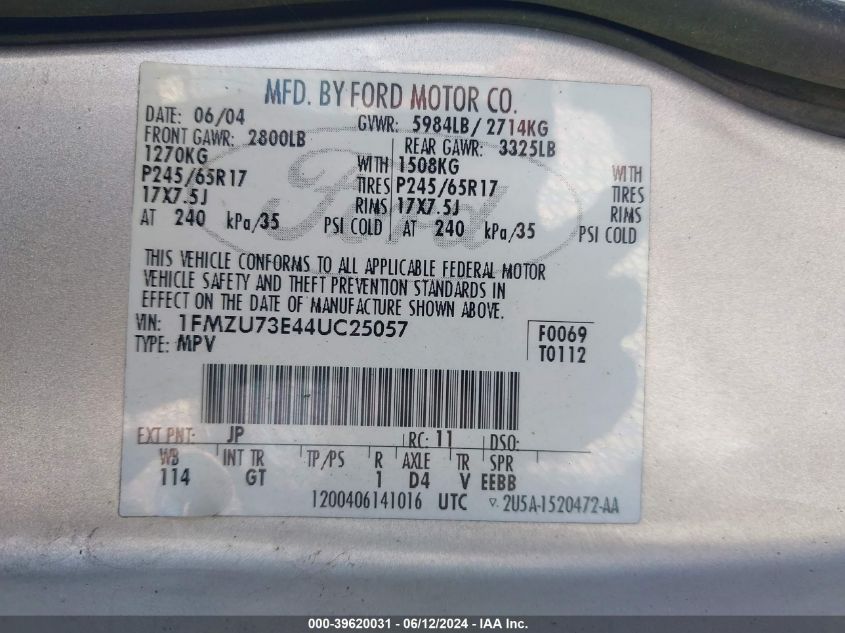 MFD. BY FORD MOTOR CO.
DATE: 06/04 GVWR: 5984LB/ 2714KG
FRONT GAWR: 2800LB REAR GAWR: 3325LB
1270KG WITH 1508KG WITH
P245/65R17 TIRES P245/65R17 TIRES
17X7.5J RIMS 17X7.5J RIMS
AT 240 kPa/35 PSI COLD AT 240 kPa/35 PSI COLD
Ford
THIS VEHICLE CONFORMS TO ALL APPLICABLE FEDERAL MOTOR
VEHICLE SAFETY AND THEFT PREVENTION STANDARDS IN
EFFECT ON THE DATE OF MANUFACTURE SHOWN ABOVE.
VIN: 1FMZU73E44UC25057 F0069
TYPE: MPV T0112
EXT PNT: JP RC: 11 DSO:
WB INT TR TP/PS R AXLE TR SPR
114 GT 1 D4 V EEBB
1200406141016 UTC ▽ 2U5A-1520472-AA
000-39620031 - 06/12/2024 - IAA Inc.